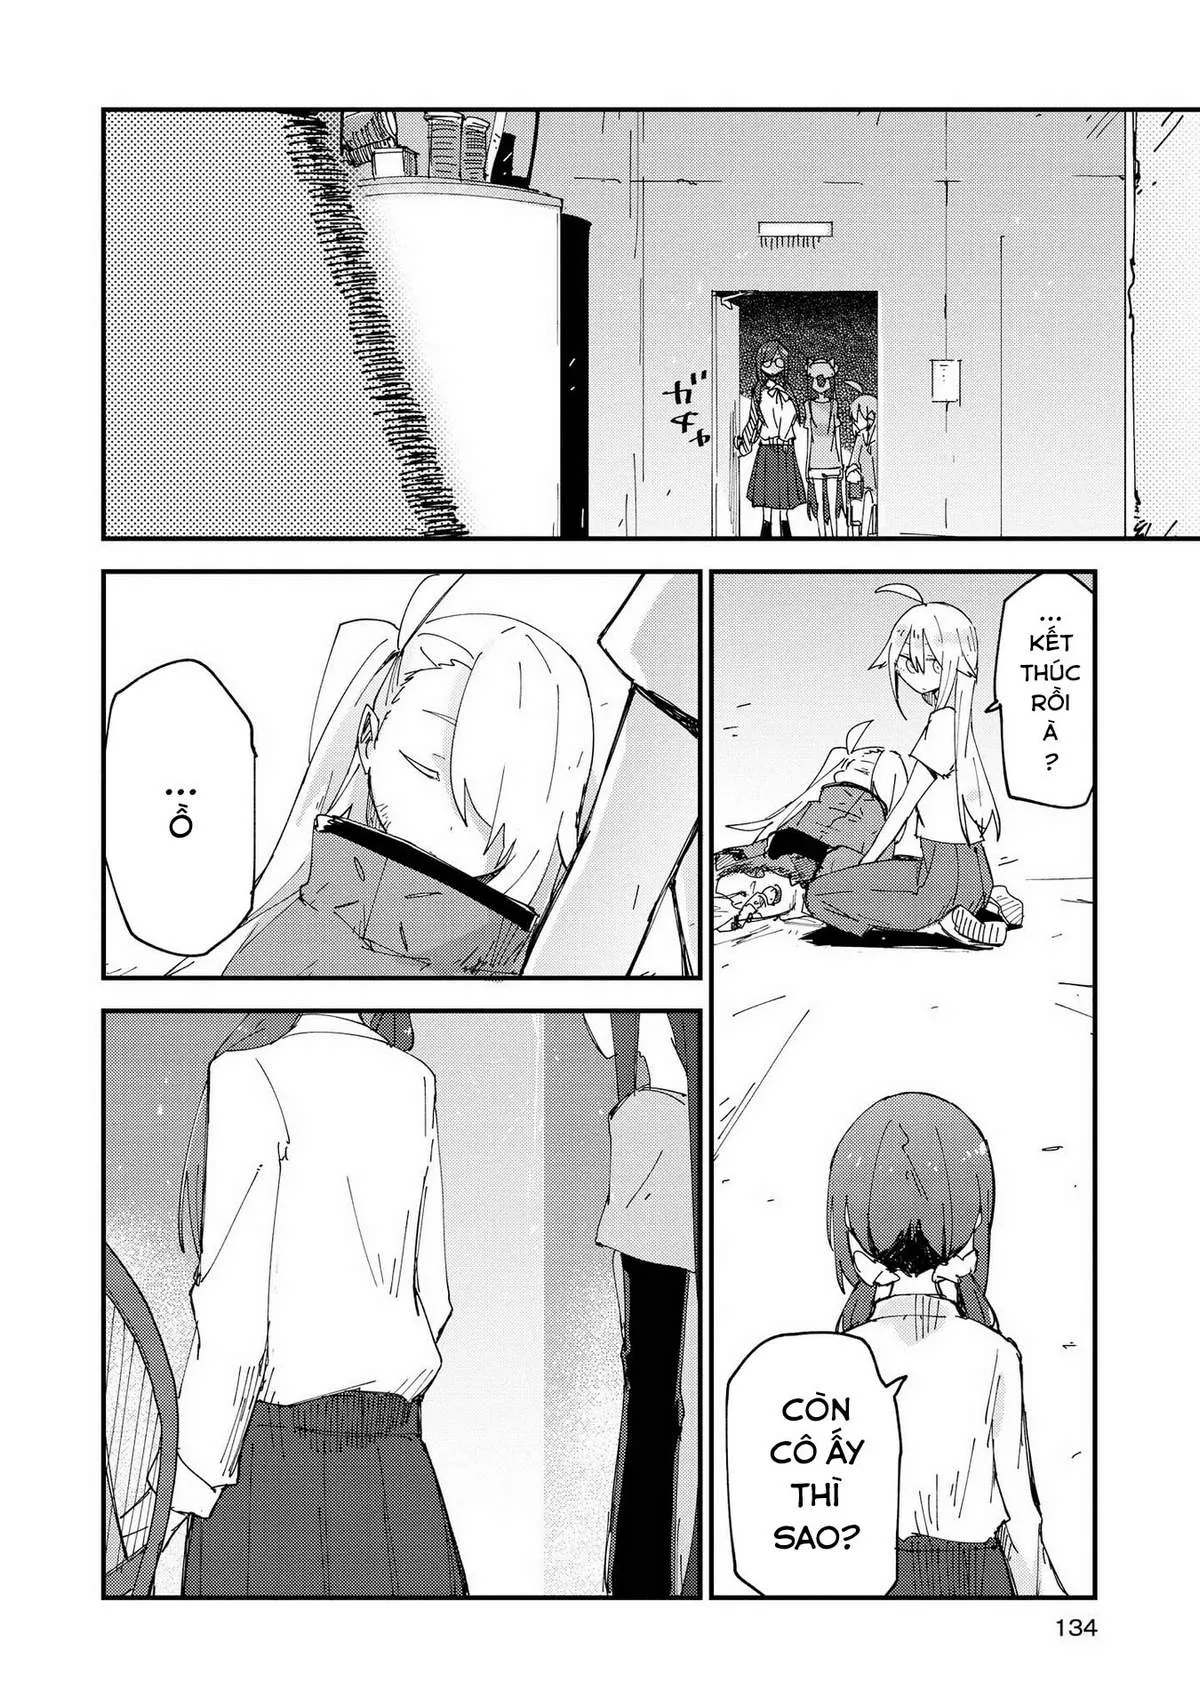 ガチャ
...
KẾT
THÚC
RỒI
À?
CÒN
CÔ ẤY
THÌ
SAO?
...
Ồ
134